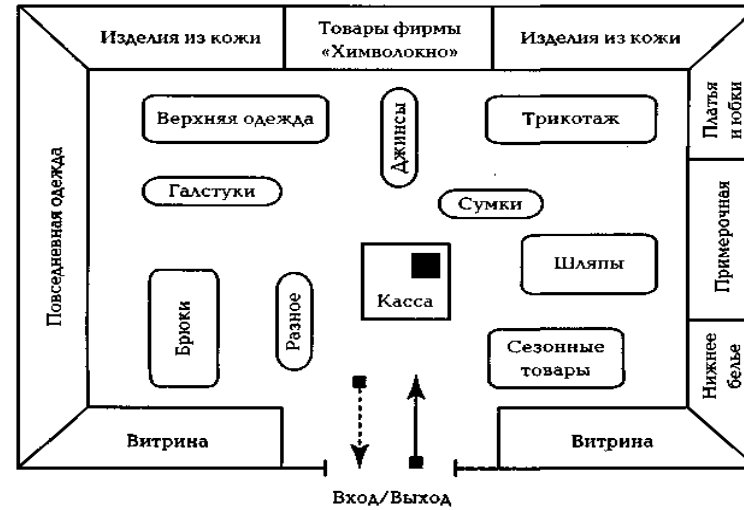 Изделия из кожи
Товары фирмы
«Химволокно»
Изделия из кожи
Платья
и юбки
Верхняя одежда
Джинсы
Трикотаж
Галстуки
Сумки
Повседневная одежда
Примерочная
Шляпы
Касса
Брюки
Разное
Сезонные
товары
Нижнее
белье
Витрина
Витрина
Вход/Выход